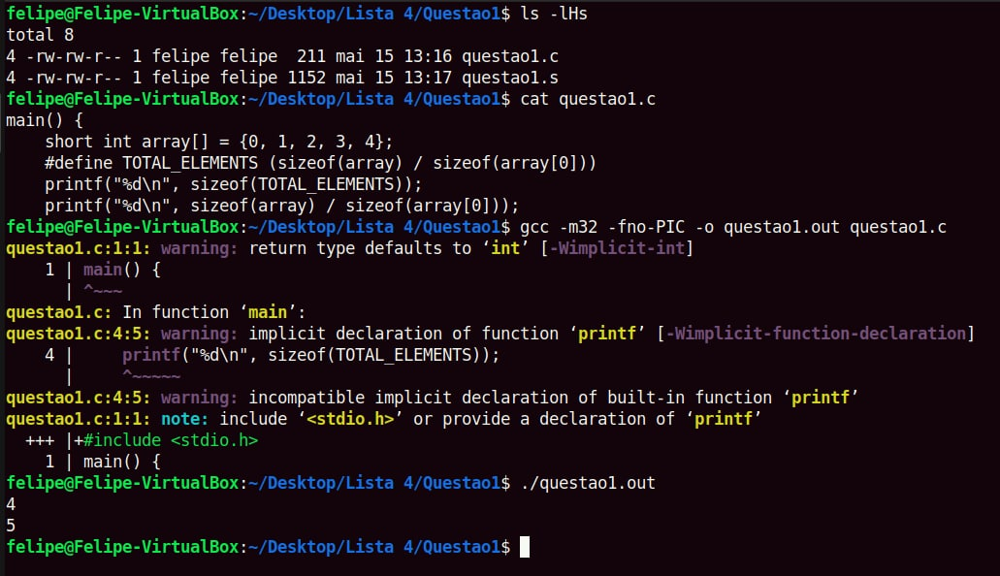 felipe@Felipe-VirtualBox:~/Desktop/Lista 4/Questao1$ ls -lHs
total 8
4 -rw-rw-r-- 1 felipe felipe  211 mai 15 13:16 questao1.c
4 -rw-rw-r-- 1 felipe felipe 1152 mai 15 13:17 questao1.s
felipe@Felipe-VirtualBox:~/Desktop/Lista 4/Questao1$ cat questao1.c
main() {
    short int array[] = {0, 1, 2, 3, 4};
    #define TOTAL_ELEMENTS (sizeof(array) / sizeof(array[0]))
    printf("%d\n", sizeof(TOTAL_ELEMENTS));
    printf("%d\n", sizeof(array) / sizeof(array[0]));
felipe@Felipe-VirtualBox:~/Desktop/Lista 4/Questao1$ gcc -m32 -fno-PIC -o questao1.out questao1.c
questao1.c:1:1: warning: return type defaults to ‘int’ [-Wimplicit-int]
    1 | main() {
      | ^~~~
questao1.c: In function ‘main’:
questao1.c:4:5: warning: implicit declaration of function ‘printf’ [-Wimplicit-function-declaration]
    4 |     printf("%d\n", sizeof(TOTAL_ELEMENTS));
      |     ^~~~~~
questao1.c:4:5: warning: incompatible implicit declaration of built-in function ‘printf’
questao1.c:1:1: note: include ‘<stdio.h>’ or provide a declaration of ‘printf’
  +++ |+#include <stdio.h>
    1 | main() {
felipe@Felipe-VirtualBox:~/Desktop/Lista 4/Questao1$ ./questao1.out
4
5
felipe@Felipe-VirtualBox:~/Desktop/Lista 4/Questao1$